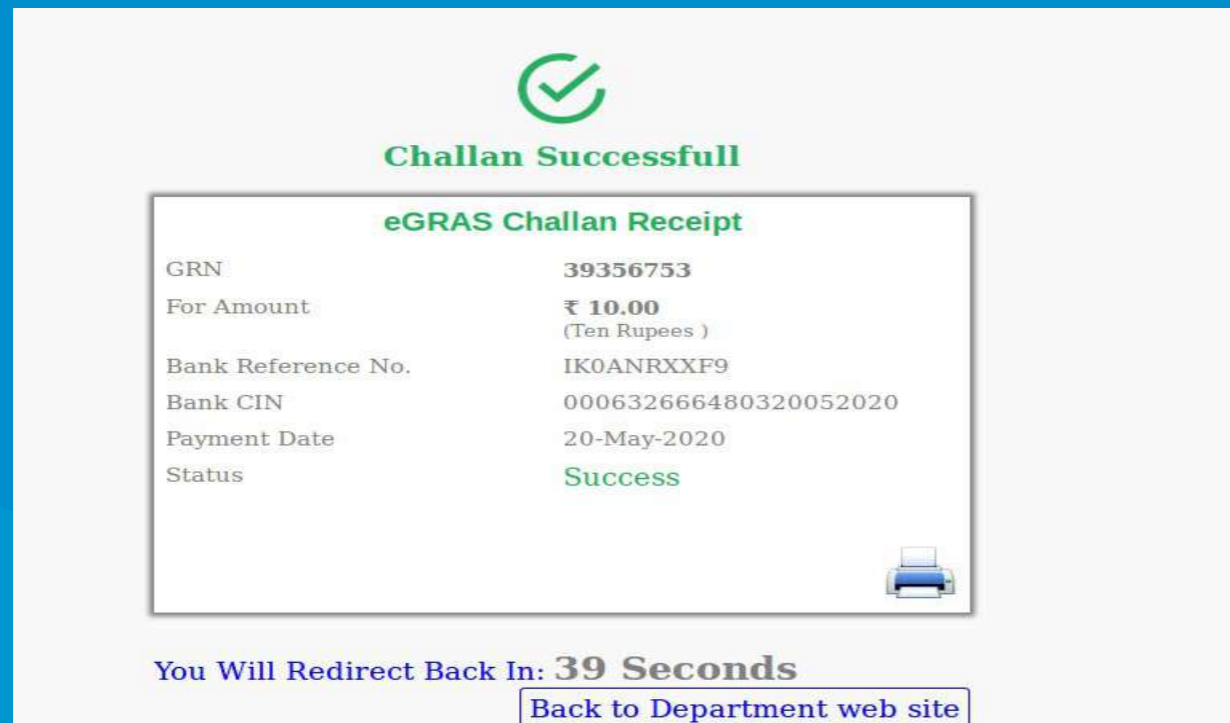 Challan Successfull
eGRAS Challan Receipt
GRN 39356753
For Amount ₹ 10.00
(Ten Rupees )
Bank Reference No. IK0ANRXXF9
Bank CIN 000632666480320052020
Payment Date 20-May-2020
Status Success
You Will Redirect Back In: 39 Seconds
Back to Department web site